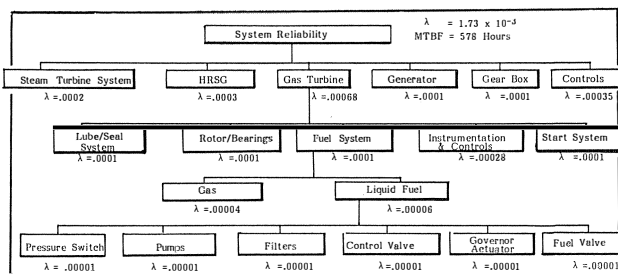 System Reliability
λ = 1.73 x 10⁻³
MTBF = 578 Hours
Steam Turbine System
HRSG
Gas Turbine
Generator
Gear Box
Controls
λ =.0002
λ =.0003
λ =.00068
λ =.0001
λ =.0001
λ =.00035
Lube/Seal
System
Rotor/Bearings
Fuel System
Instrumentation
& Controls
Start System
λ =.0001
λ =.0001
λ =.0001
λ =.00028
λ =.0001
Gas
Liquid Fuel
λ =.00004
λ =.00006
Pressure Switch
Pumps
Filters
Control Valve
Governor
Actuator
Fuel Valve
λ = .00001
λ =.00001
λ =.00001
λ =.00001
λ =.00001
λ =.00001